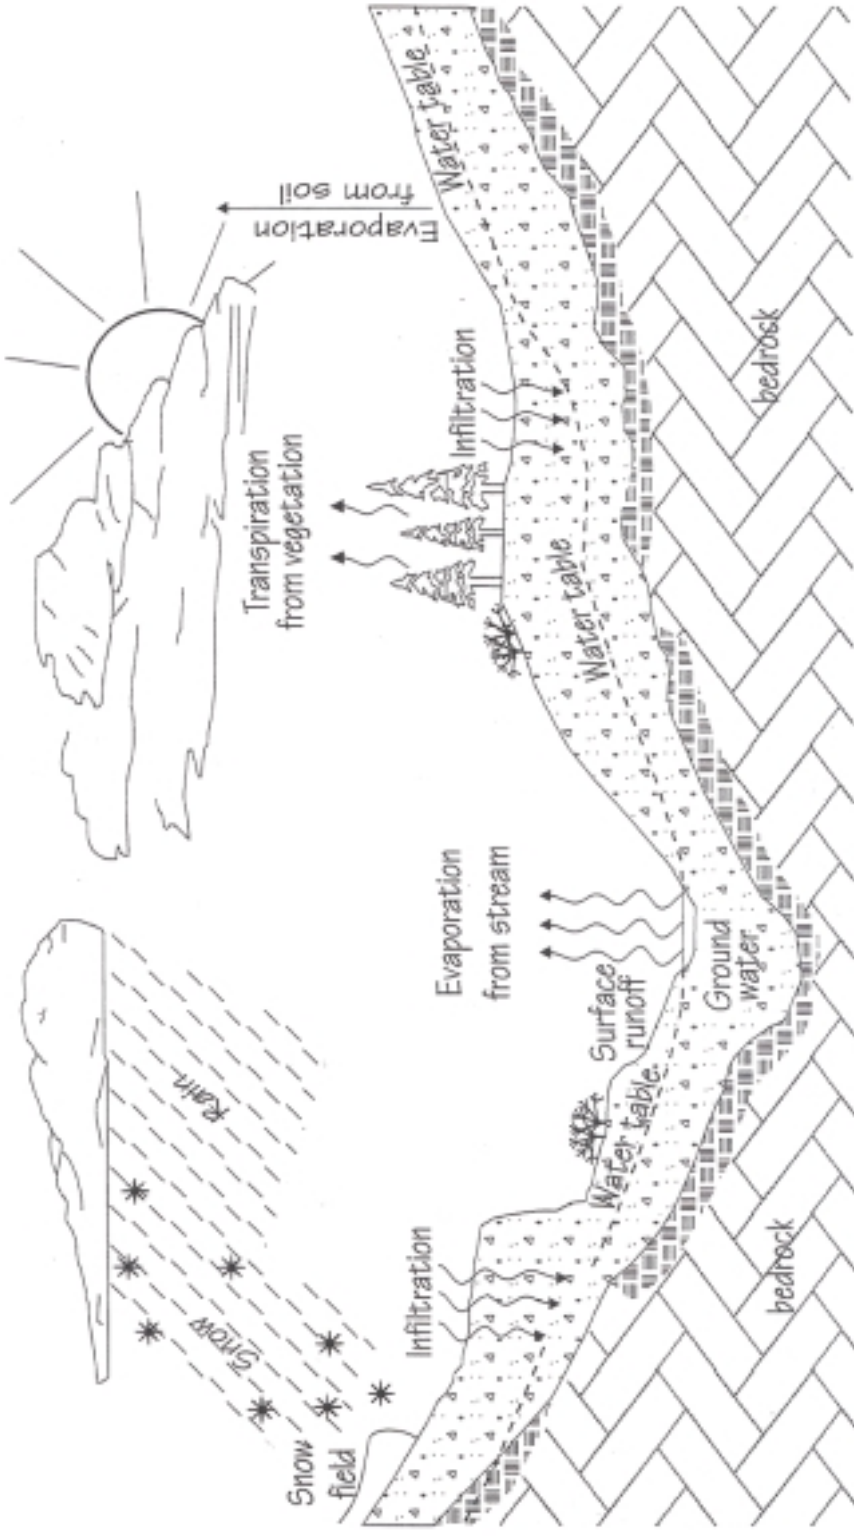 Rain
Snow
Snow
field
Infiltration
Water table
Surface
runoff
Evaporation
from stream
Ground
water
Transpiration
from vegetation
Water table
Infiltration
Evaporation
from soil
Water table
bedrock
bedrock